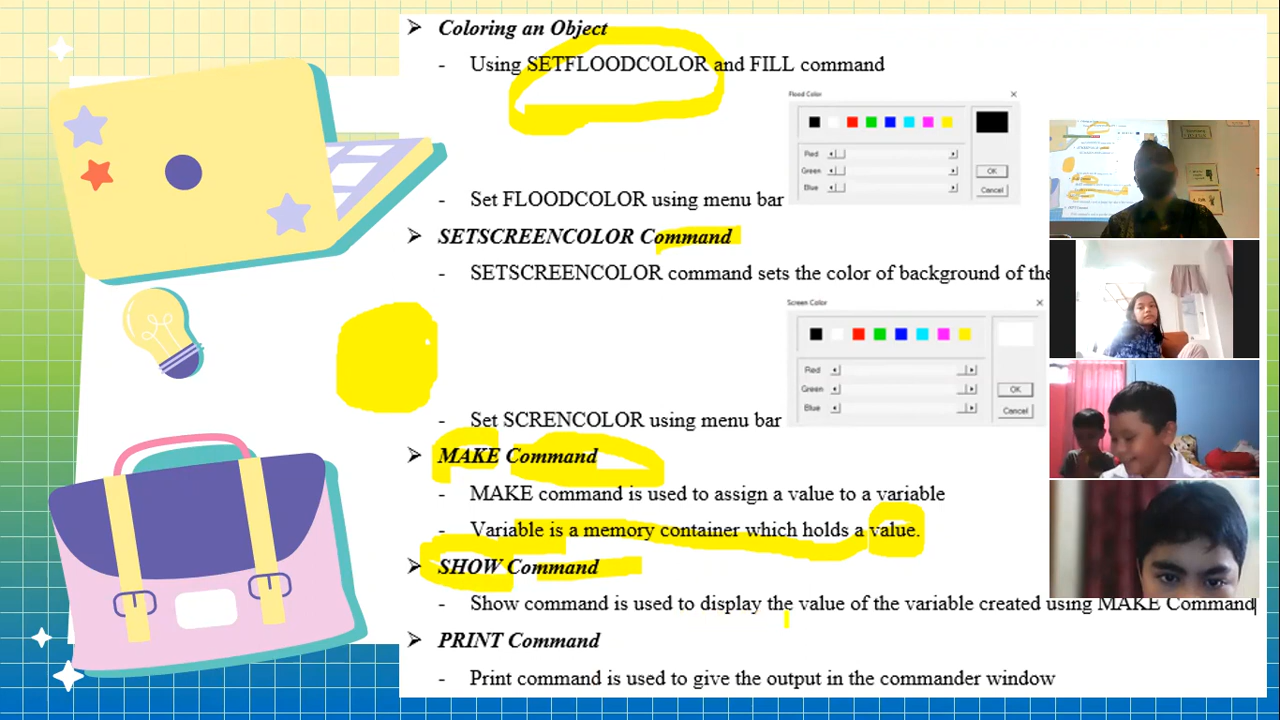 Coloring an Object
- Using SETFLOODCOLOR and FILL command
Flood Color
Red
Green
Blue
OK
Cancel
- Set FLOODCOLOR using menu bar
SETSCREENCOLOR Command
- SETSCREENCOLOR command sets the color of background of the
Screen Color
Red
Green
Blue
OK
Cancel
- Set SCRENCOLOR using menu bar
MAKE Command
- MAKE command is used to assign a value to a variable
- Variable is a memory container which holds a value.
SHOW Command
- Show command is used to display the value of the variable created using MAKE Command
PRINT Command
- Print command is used to give the output in the commander window